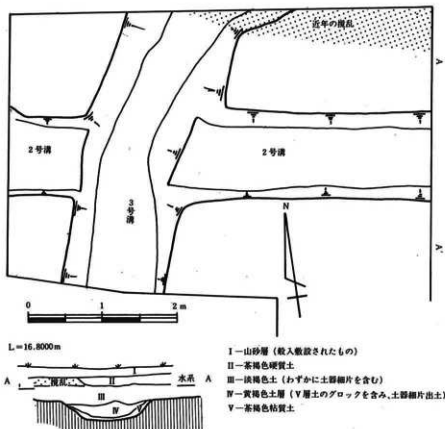 近年の攪乱
A
2号溝
2号溝
3号溝
N
A'
0 1 2 m
L=16.8000m
A 攪乱 I II 水系 A
III
IV V
I―山砂層(般入敷設されたもの)
II―茶褐色硬質土
III―淡褐色土(わずかに土器細片を含む)
IV―黄褐色土層(V層土のブロックを含み、土器細片出土)
V―茶褐色粘質土